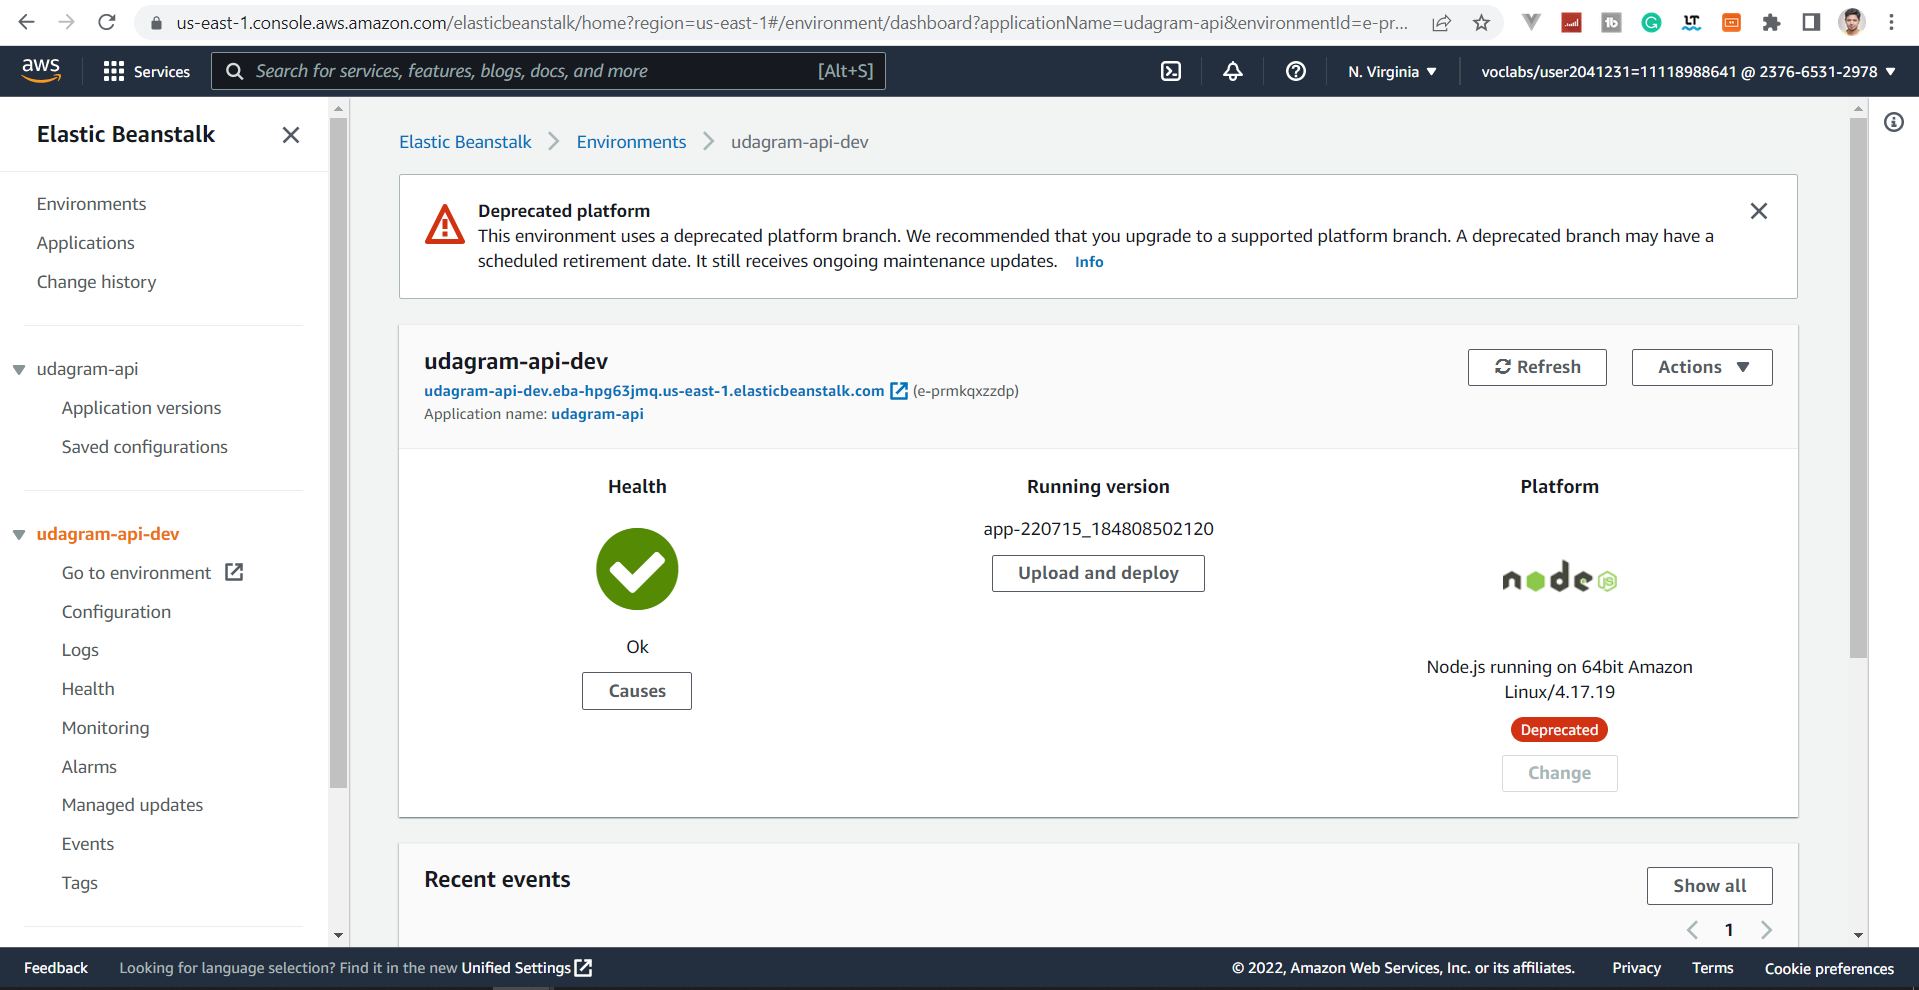 us-east-1.console.aws.amazon.com/elasticbeanstalk/home?region=us-east-1#/environment/dashboard?applicationName=udagram-api&environmentId=e-pr...
aws
Services
Search for services, features, blogs, docs, and more
[Alt+S]
N. Virginia
voclabs/user2041231=11118988641 @ 2376-6531-2978
Elastic Beanstalk
Environments
Applications
Change history
udagram-api
Application versions
Saved configurations
udagram-api-dev
Go to environment
Configuration
Logs
Health
Monitoring
Alarms
Managed updates
Events
Tags
Elastic Beanstalk > Environments > udagram-api-dev
Deprecated platform
This environment uses a deprecated platform branch. We recommended that you upgrade to a supported platform branch. A deprecated branch may have a
scheduled retirement date. It still receives ongoing maintenance updates. Info
udagram-api-dev
udagram-api-dev.eba-hpg63jmq.us-east-1.elasticbeanstalk.com (e-prmkqxzzdp)
Application name: udagram-api
Refresh
Actions
Health
Ok
Causes
Running version
app-220715_184808502120
Upload and deploy
Platform
node JS
Node.js running on 64bit Amazon
Linux/4.17.19
Deprecated
Change
Recent events
Show all
1
Feedback
Looking for language selection? Find it in the new Unified Settings
© 2022, Amazon Web Services, Inc. or its affiliates.
Privacy
Terms
Cookie preferences